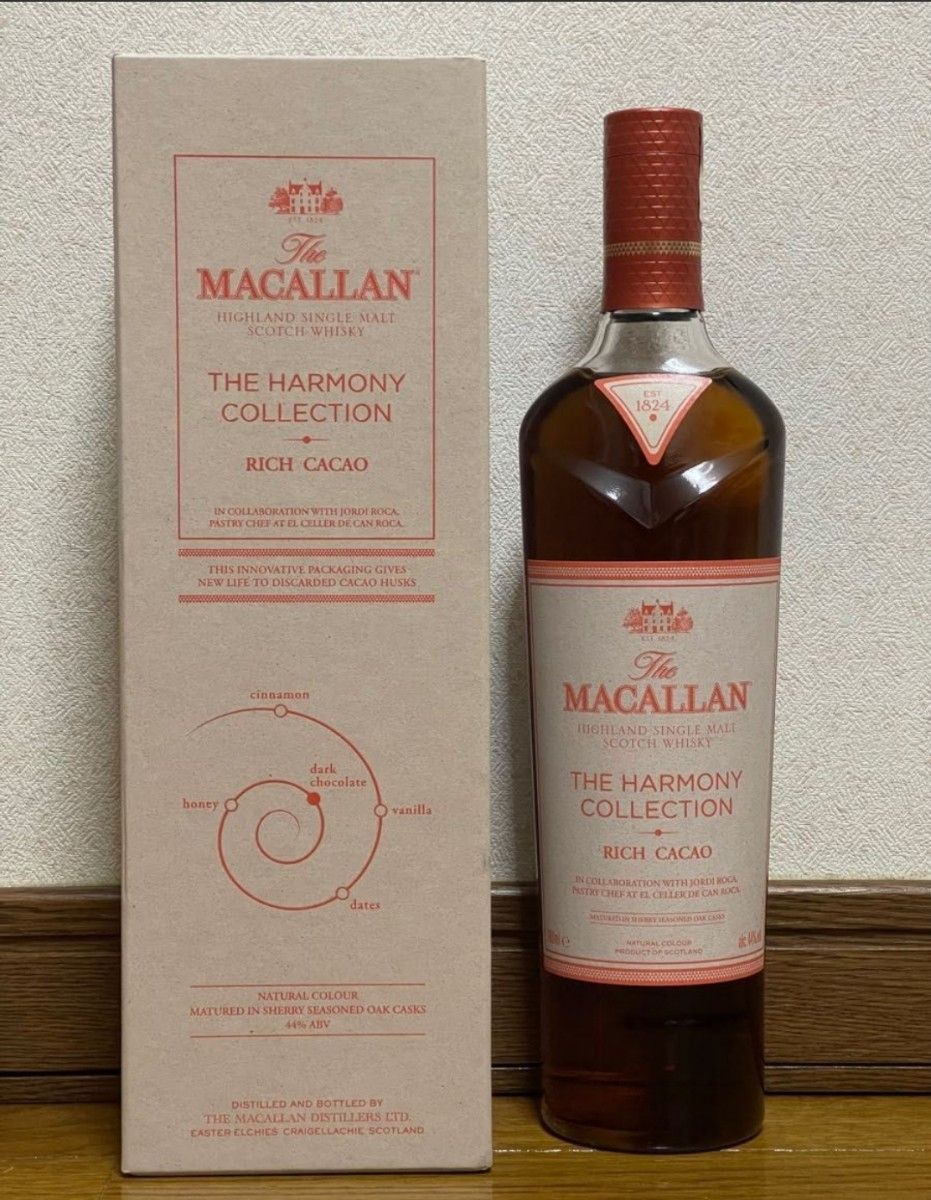 EST. 1824
The
MACALLAN
HIGHLAND SINGLE MALT
SCOTCH WHISKY
THE HARMONY
COLLECTION
RICH CACAO
IN COLLABORATION WITH JORDI ROCA,
PASTRY CHEF AT EL CELLER DE CAN ROCA.
THIS INNOVATIVE PACKAGING GIVES
NEW LIFE TO DISCARDED CACAO HUSKS
cinnamon
dark
chocolate
honey
vanilla
dates
NATURAL COLOUR
MATURED IN SHERRY SEASONED OAK CASKS
44% ABV
DISTILLED AND BOTTLED BY
THE MACALLAN DISTILLERS LTD.
EASTER ELCHIES CRAIGELLACHIE, SCOTLAND
EST
1824
EST. 1824
The
MACALLAN
HIGHLAND SINGLE MALT
SCOTCH WHISKY
THE HARMONY
COLLECTION
RICH CACAO
IN COLLABORATION WITH JORDI ROCA,
PASTRY CHEF AT EL CELLER DE CAN ROCA.
MATURED IN SHERRY SEASONED OAK CASKS
NATURAL COLOUR
PRODUCT OF SCOTLAND